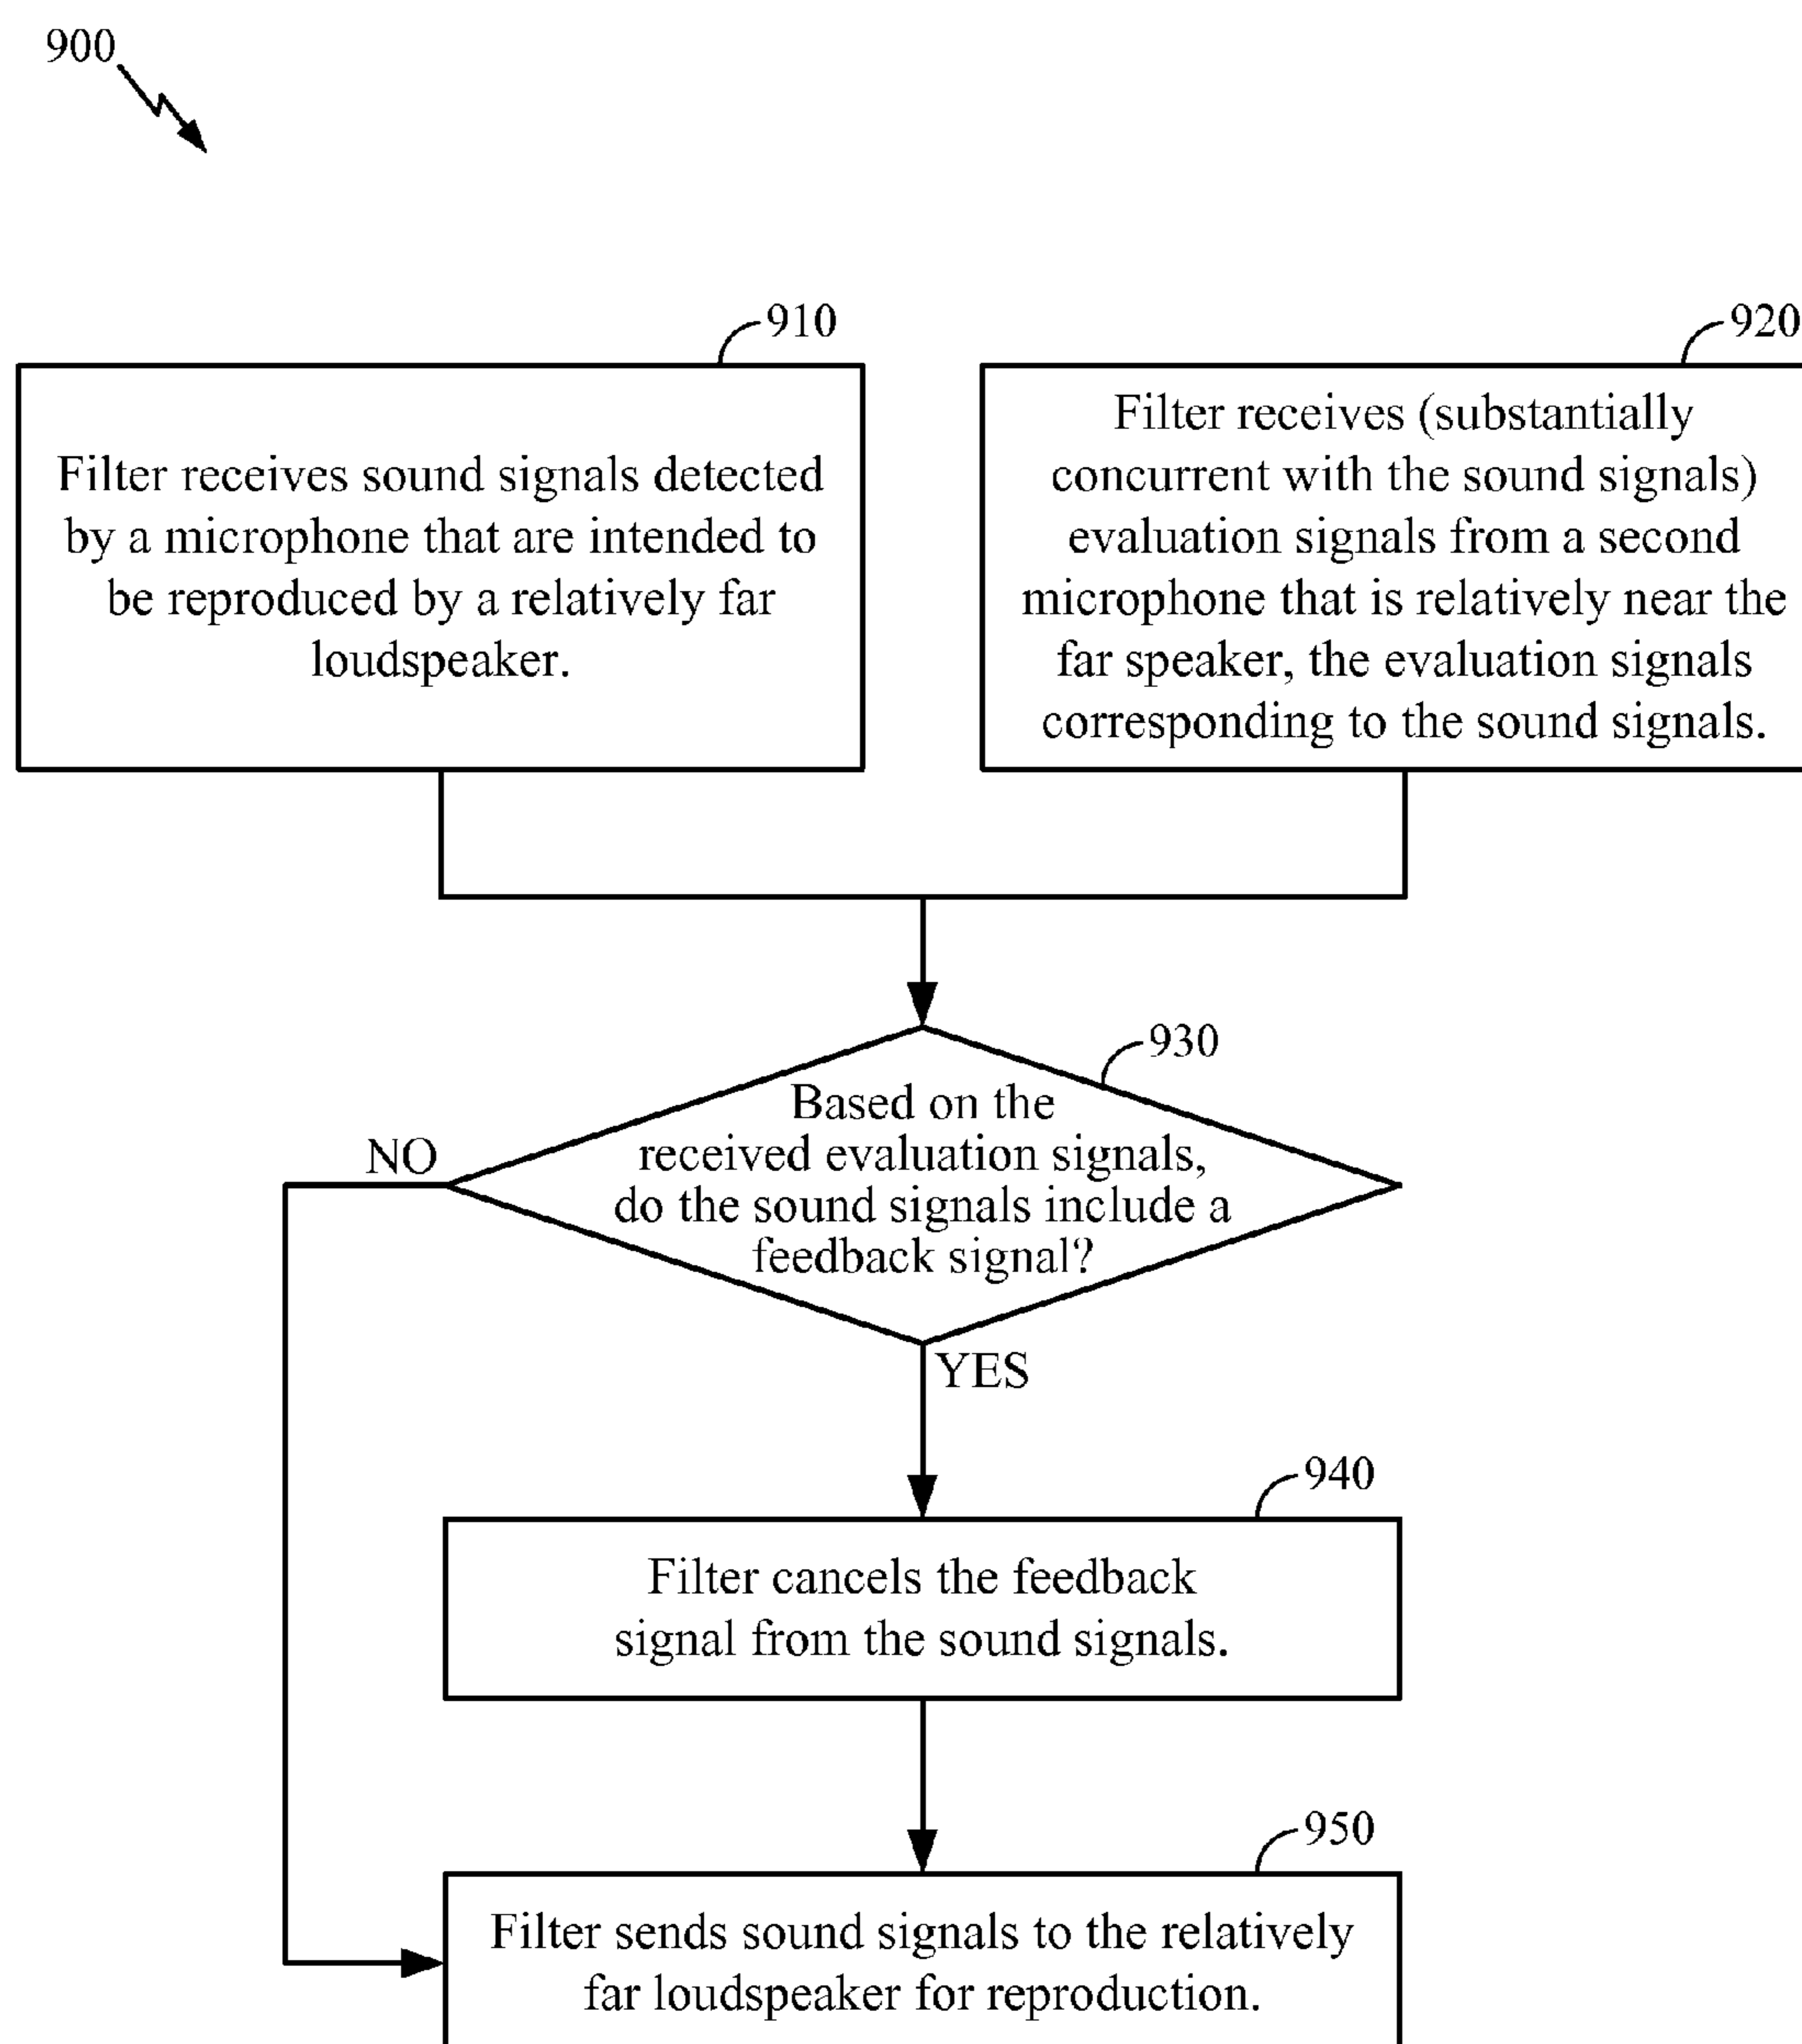 900
910
Filter receives sound signals detected
by a microphone that are intended to
be reproduced by a relatively far
loudspeaker.
920
Filter receives (substantially
concurrent with the sound signals)
evaluation signals from a second
microphone that is relatively near the
far speaker, the evaluation signals
corresponding to the sound signals.
930
Based on the
received evaluation signals,
do the sound signals include a
feedback signal?
NO
YES
940
Filter cancels the feedback
signal from the sound signals.
950
Filter sends sound signals to the relatively
far loudspeaker for reproduction.